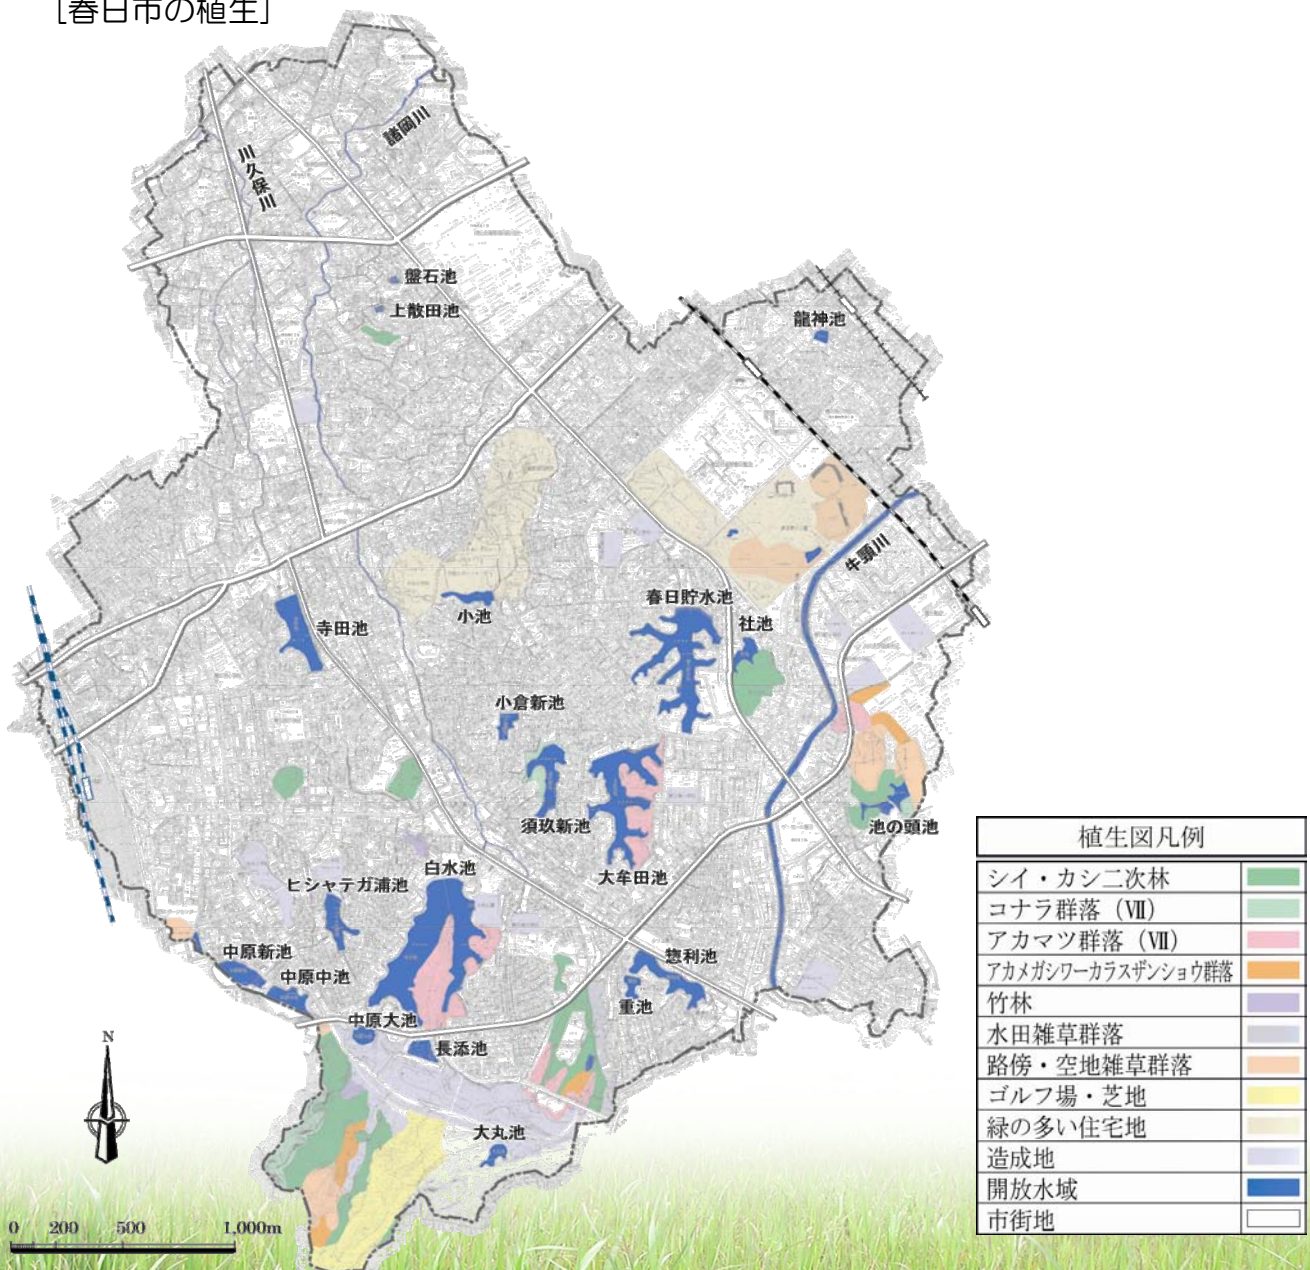 [春日市の植生]
諸岡川
川久保川
盤石池
上散田池
龍神池
牛頸川
春日貯水池
社池
小池
寺田池
小倉新池
須玖新池
大牟田池
池の頭池
白水池
ヒシャテガ浦池
中原新池
中原中池
惣利池
重池
中原大池
長添池
大丸池
N
0 200 500 1,000m
植生図凡例
シイ・カシ二次林
コナラ群落(Ⅶ)
アカマツ群落(Ⅶ)
アカメガシワーカラスザンショウ群落
竹林
水田雑草群落
路傍・空地雑草群落
ゴルフ場・芝地
緑の多い住宅地
造成地
開放水域
市街地